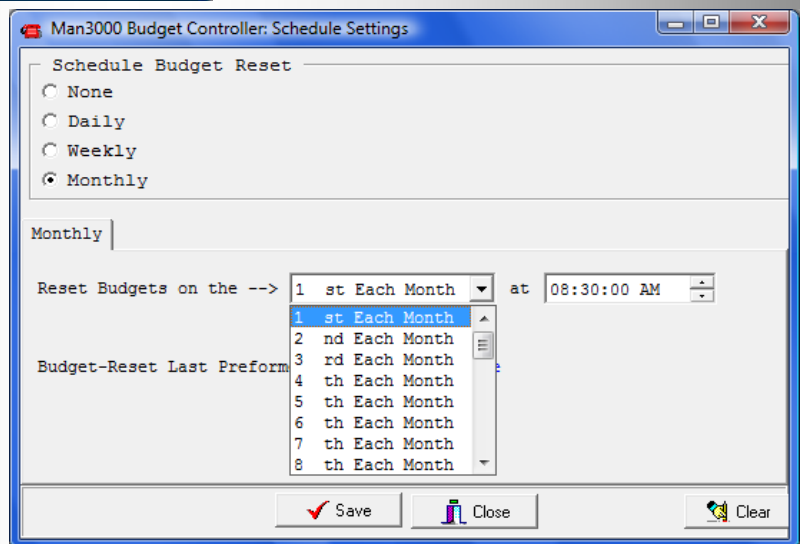 Man3000 Budget Controller: Schedule Settings
Schedule Budget Reset
None
Daily
Weekly
Monthly
Monthly
Reset Budgets on the --> 1 st Each Month at 08:30:00 AM
1 st Each Month
2 nd Each Month
3 rd Each Month
Budget-Reset Last Preform
4 th Each Month
5 th Each Month
6 th Each Month
7 th Each Month
8 th Each Month
Save Close Clear